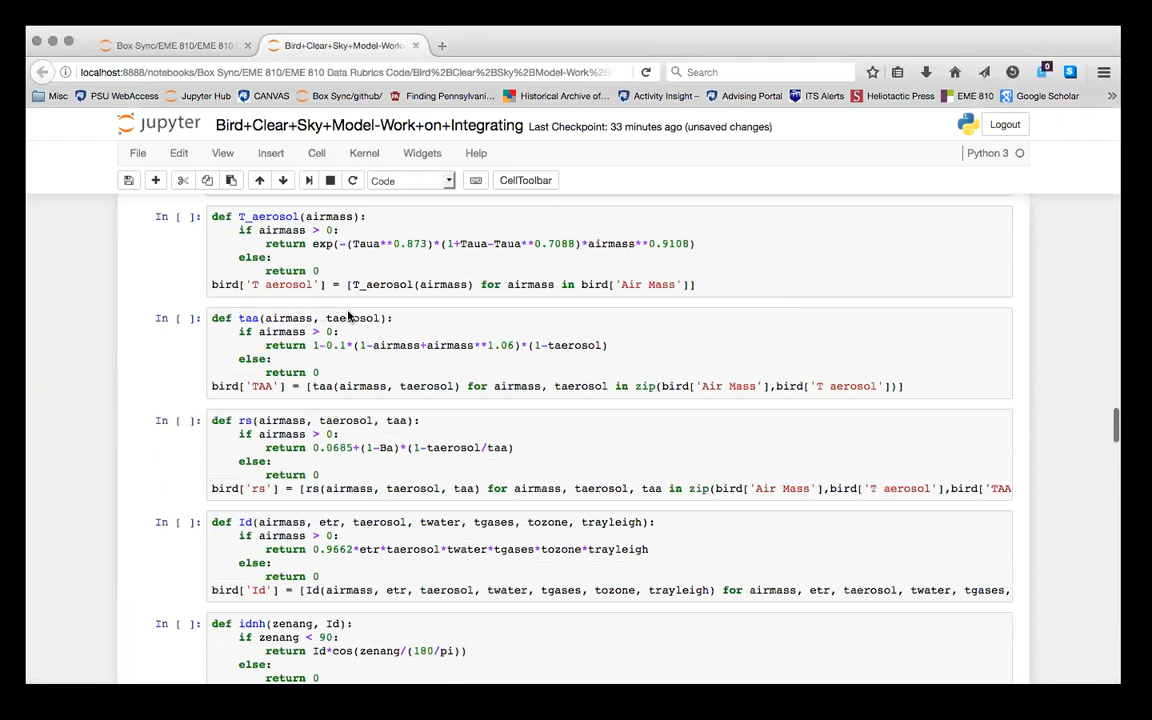 Box Sync/EME 810/EME 810
Bird+Clear+Sky+Model-Work
localhost:8888/notebooks/Box Sync/EME 810/EME 810 Data Rubrics Code/Bird%2BClear%2BSky%2BModel-Work%2B
Search
0
Misc PSU WebAccess Jupyter Hub CANVAS Box Sync/github/ Finding Pennsylvani... Historical Archive of... Activity Insight – Advising Portal ITS Alerts Heliotactic Press EME 810 Google Scholar
jupyter Bird+Clear+Sky+Model-Work+on+Integrating Last Checkpoint: 33 minutes ago (unsaved changes) Logout
File Edit View Insert Cell Kernel Widgets Help Python 3
Code CellToolbar
In [ ]: def T_aerosol(airmass):
if airmass > 0:
return exp(-(Taua**0.873)*(1+Taua-Taua**0.7088)*airmass**0.9108)
else:
return 0
bird['T aerosol'] = [T_aerosol(airmass) for airmass in bird['Air Mass']]
In [ ]: def taa(airmass, taerosol):
if airmass > 0:
return 1-0.1*(1-airmass+airmass**1.06)*(1-taerosol)
else:
return 0
bird['TAA'] = [taa(airmass, taerosol) for airmass, taerosol in zip(bird['Air Mass'],bird['T aerosol'])]
In [ ]: def rs(airmass, taerosol, taa):
if airmass > 0:
return 0.0685+(1-Ba)*(1-taerosol/taa)
else:
return 0
bird['rs'] = [rs(airmass, taerosol, taa) for airmass, taerosol, taa in zip(bird['Air Mass'],bird['T aerosol'],bird['TAA
In [ ]: def Id(airmass, etr, taerosol, twater, tgases, tozone, trayleigh):
if airmass > 0:
return 0.9662*etr*taerosol*twater*tgases*tozone*trayleigh
else:
return 0
bird['Id'] = [Id(airmass, etr, taerosol, twater, tgases, tozone, trayleigh) for airmass, etr, taerosol, twater, tgases,
In [ ]: def idnh(zenang, Id):
if zenang < 90:
return Id*cos(zenang/(180/pi))
else:
return 0